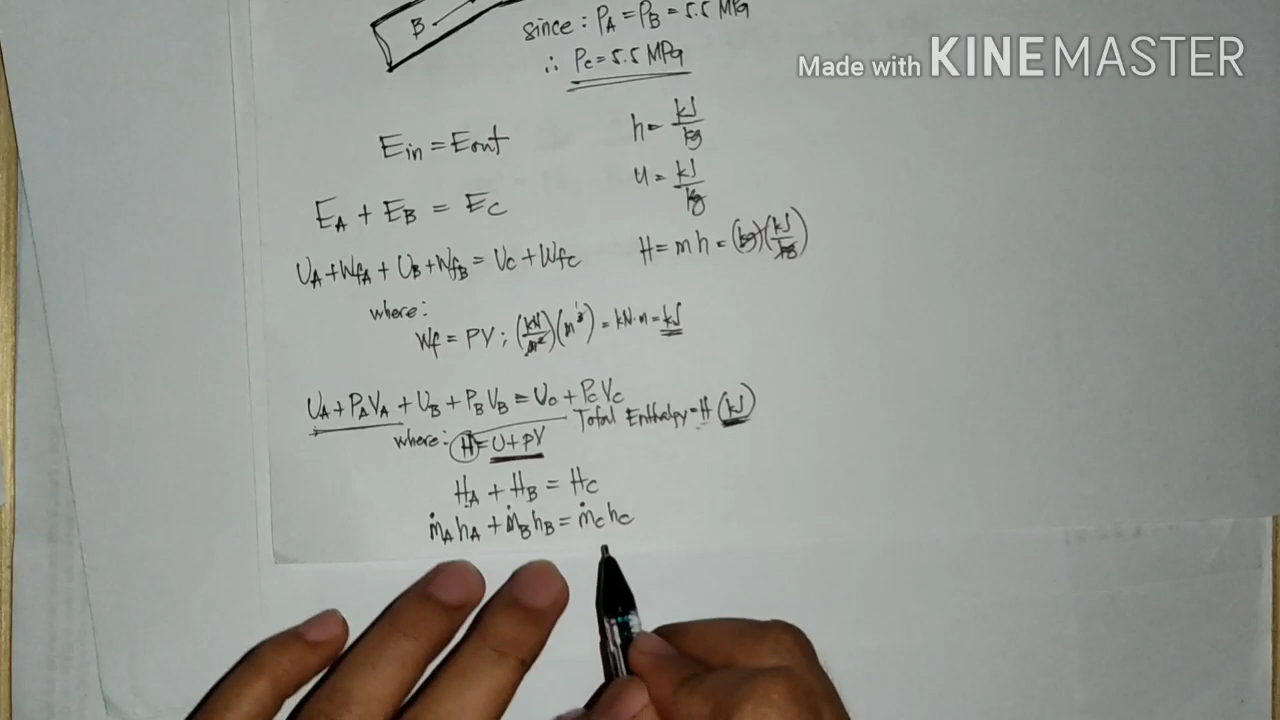 B
since: PA = PB = 5.5 MPa
∴ Pc = 5.5 MPa
Made with KINEMASTER
Ein = Eout
h = kJ/kg
u = kJ/kg
EA + EB = EC
UA + WfA + UB + WfB = UC + WfC
H = m h = (kg)(kJ/kg)
where:
Wf = PV ; (kN/m²)(m³) = kN·m = kJ
UA + PAVA + UB + PBVB = UC + PCVC
Total Enthalpy = H (kJ)
where: H = U + PV
HA + HB = HC
ṁAhA + ṁBhB = ṁChC